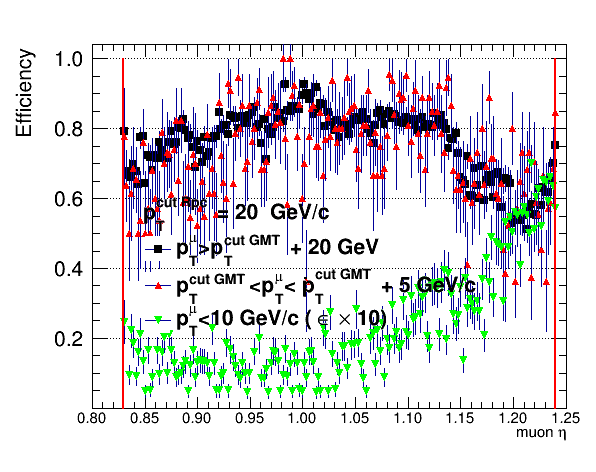 Efficiency
1.0
0.8
0.6
0.4
0.2
p_T^cut = 20 GeV/c
p_T^μ>p_T^cut GMT + 20 GeV
p_T^cut GMT <p_T^μ< p_T^cut GMT + 5 GeV/c
p_T^μ<10 GeV/c ( ϵ × 10)
0.80 0.85 0.90 0.95 1.00 1.05 1.10 1.15 1.20 1.25
muon η